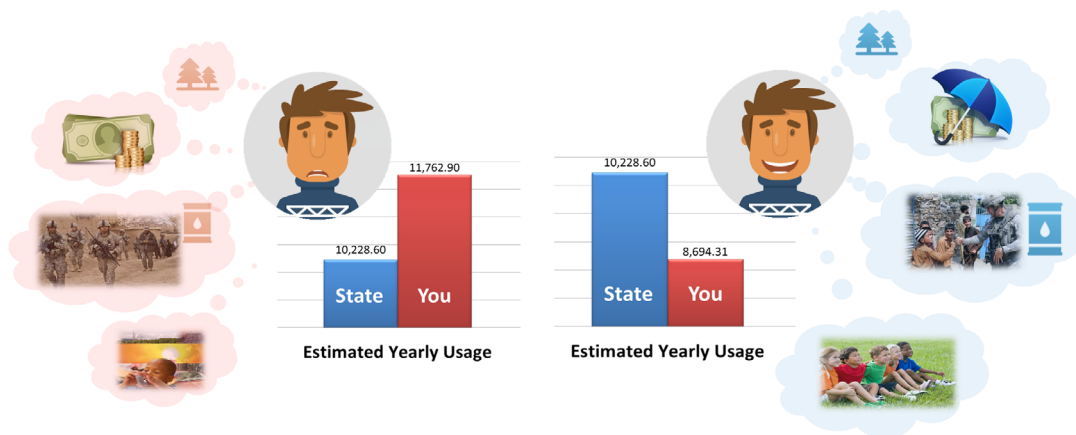 11,762.90
10,228.60
State
You
Estimated Yearly Usage
10,228.60
8,694.31
State
You
Estimated Yearly Usage